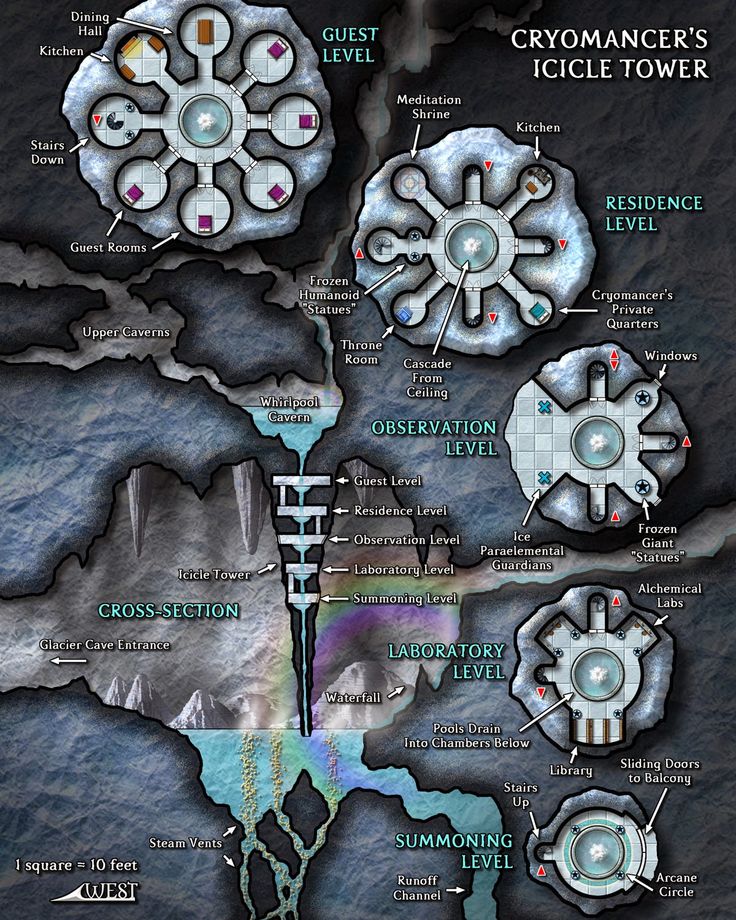 CRYOMANCER'S
ICICLE TOWER
GUEST
LEVEL
Dining
Hall
Kitchen
Stairs
Down
Guest Rooms
Meditation
Shrine
Kitchen
RESIDENCE
LEVEL
Frozen
Humanoid
"Statues"
Throne
Room
Cascade
From
Ceiling
Cryomancer's
Private
Quarters
Upper Caverns
Whirlpool
Cavern
Windows
OBSERVATION
LEVEL
Ice
Paraelemental
Guardians
Frozen
Giant
"Statues"
Guest Level
Residence Level
Observation Level
Laboratory Level
Summoning Level
Icicle Tower
CROSS-SECTION
Glacier Cave Entrance
Waterfall
Alchemical
Labs
LABORATORY
LEVEL
Pools Drain
Into Chambers Below
Library
Sliding Doors
to Balcony
Stairs
Up
SUMMONING
LEVEL
Arcane
Circle
Steam Vents
Runoff
Channel
1 square = 10 feet
WEST